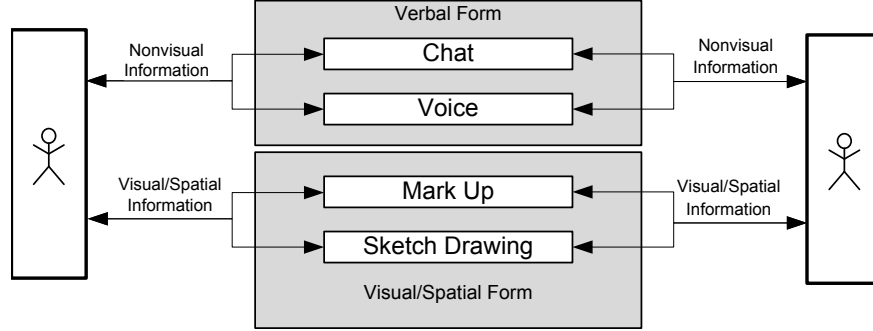 Verbal Form
Nonvisual
Information
Chat
Nonvisual
Information
Voice
Visual/Spatial
Information
Mark Up
Visual/Spatial
Information
Sketch Drawing
Visual/Spatial Form